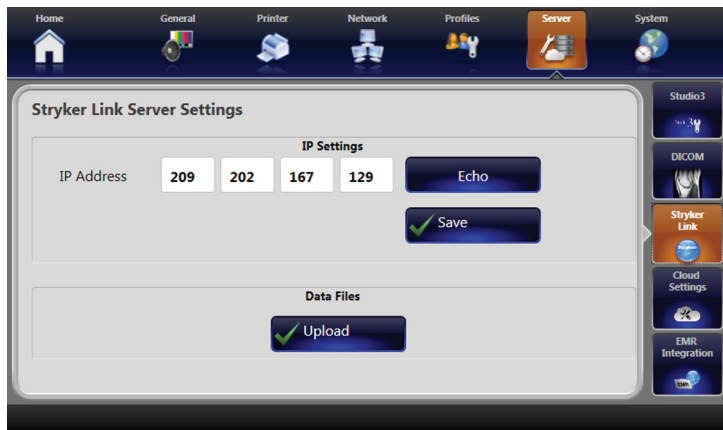 Home General Printer Network Profiles Server System
Stryker Link Server Settings
IP Settings
IP Address 209 202 167 129 Echo
Save
Data Files
Upload
Studio3
DICOM
Stryker
Link
Cloud
Settings
EMR
Integration